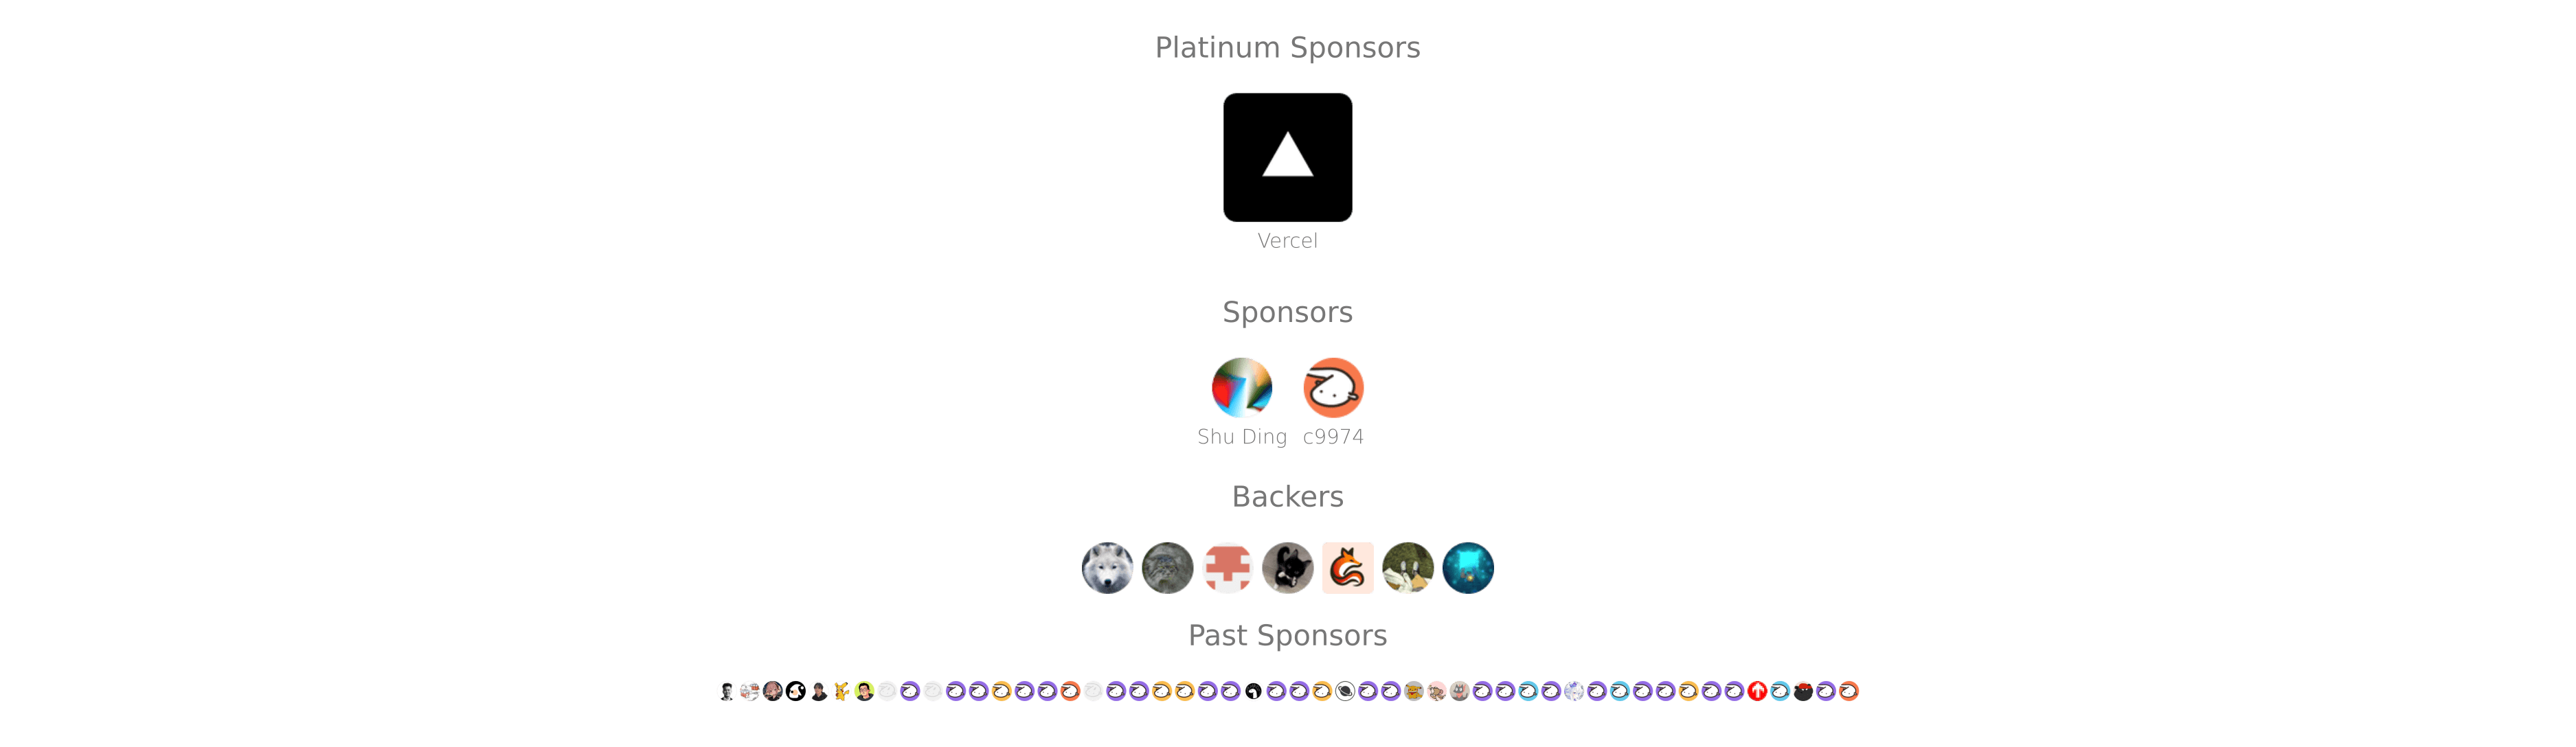 Platinum Sponsors
Vercel
Sponsors
Shu Ding c9974
Backers
Past Sponsors